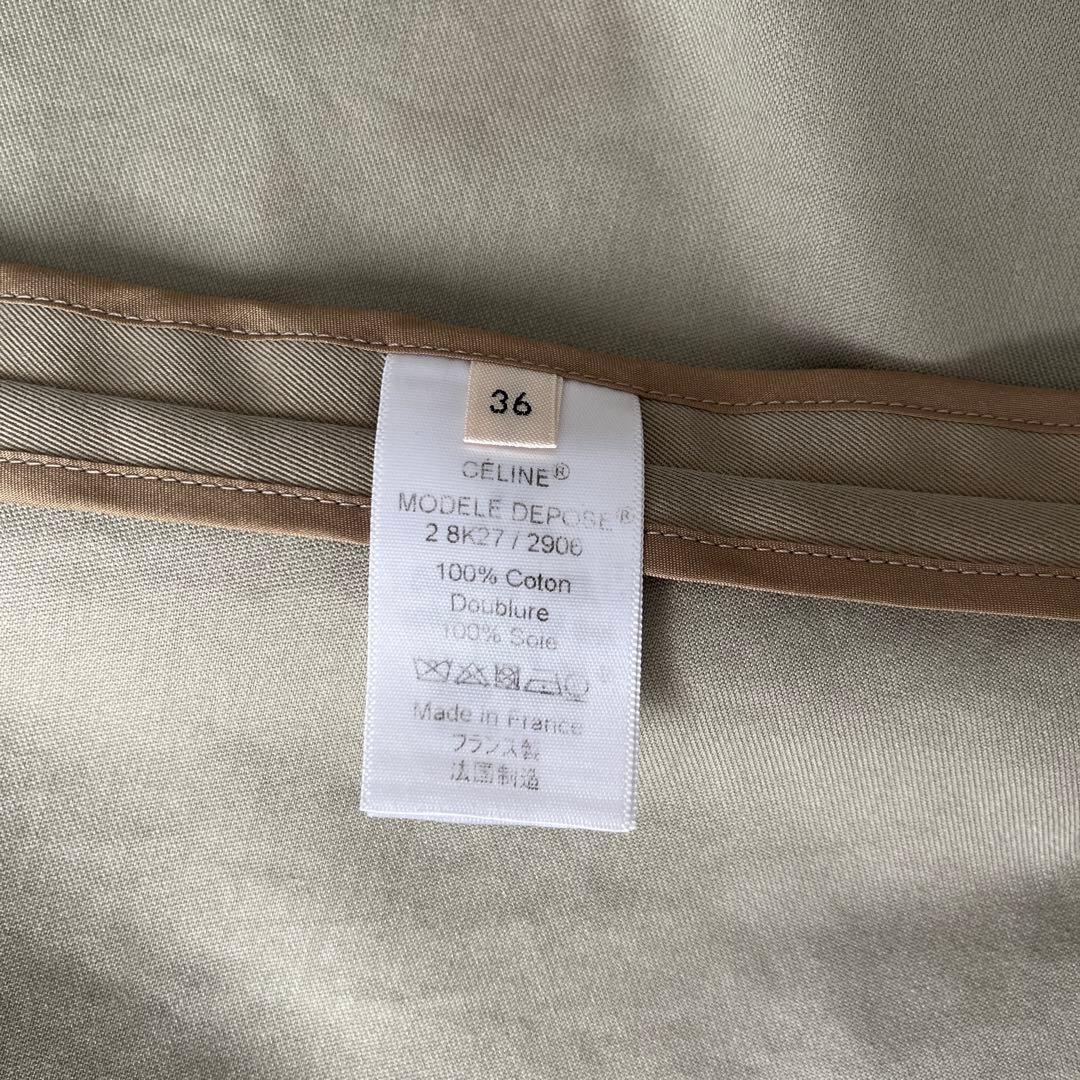 36
CÉLINE®
MODELE DEPOSE®
2 8K27 / 2906
100% Coton
Doublure
100% Soie
Made in France
フランス製
法国制造